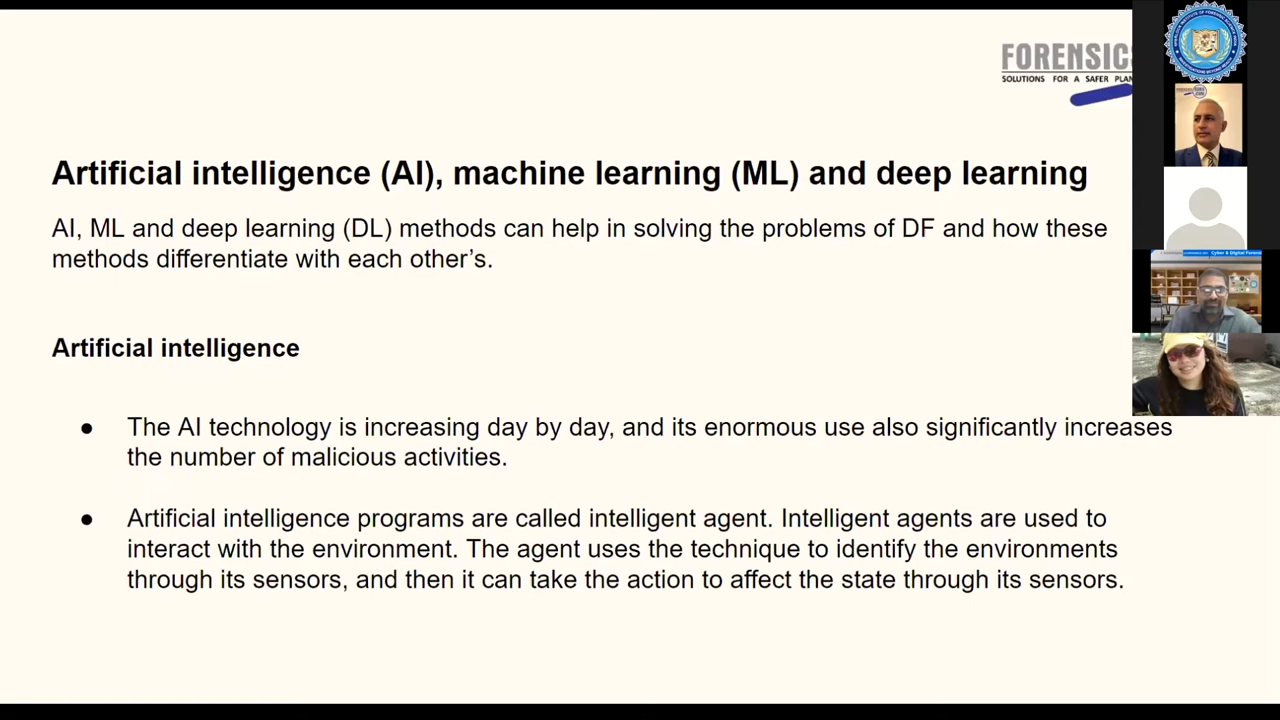 FORENSICS
SOLUTIONS FOR A SAFER PLAN
Artificial intelligence (AI), machine learning (ML) and deep learning
AI, ML and deep learning (DL) methods can help in solving the problems of DF and how these
methods differentiate with each other’s.
Artificial intelligence
● The AI technology is increasing day by day, and its enormous use also significantly increases
the number of malicious activities.
● Artificial intelligence programs are called intelligent agent. Intelligent agents are used to
interact with the environment. The agent uses the technique to identify the environments
through its sensors, and then it can take the action to affect the state through its sensors.
Cyber & Digital Forensi